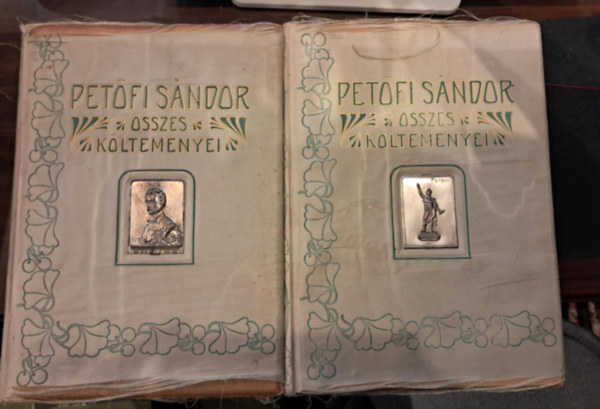 PETŐFI SÁNDOR
ÖSSZES
KÖLTEMÉNYEI
PETŐFI SÁNDOR
ÖSSZES
KÖLTEMÉNYEI